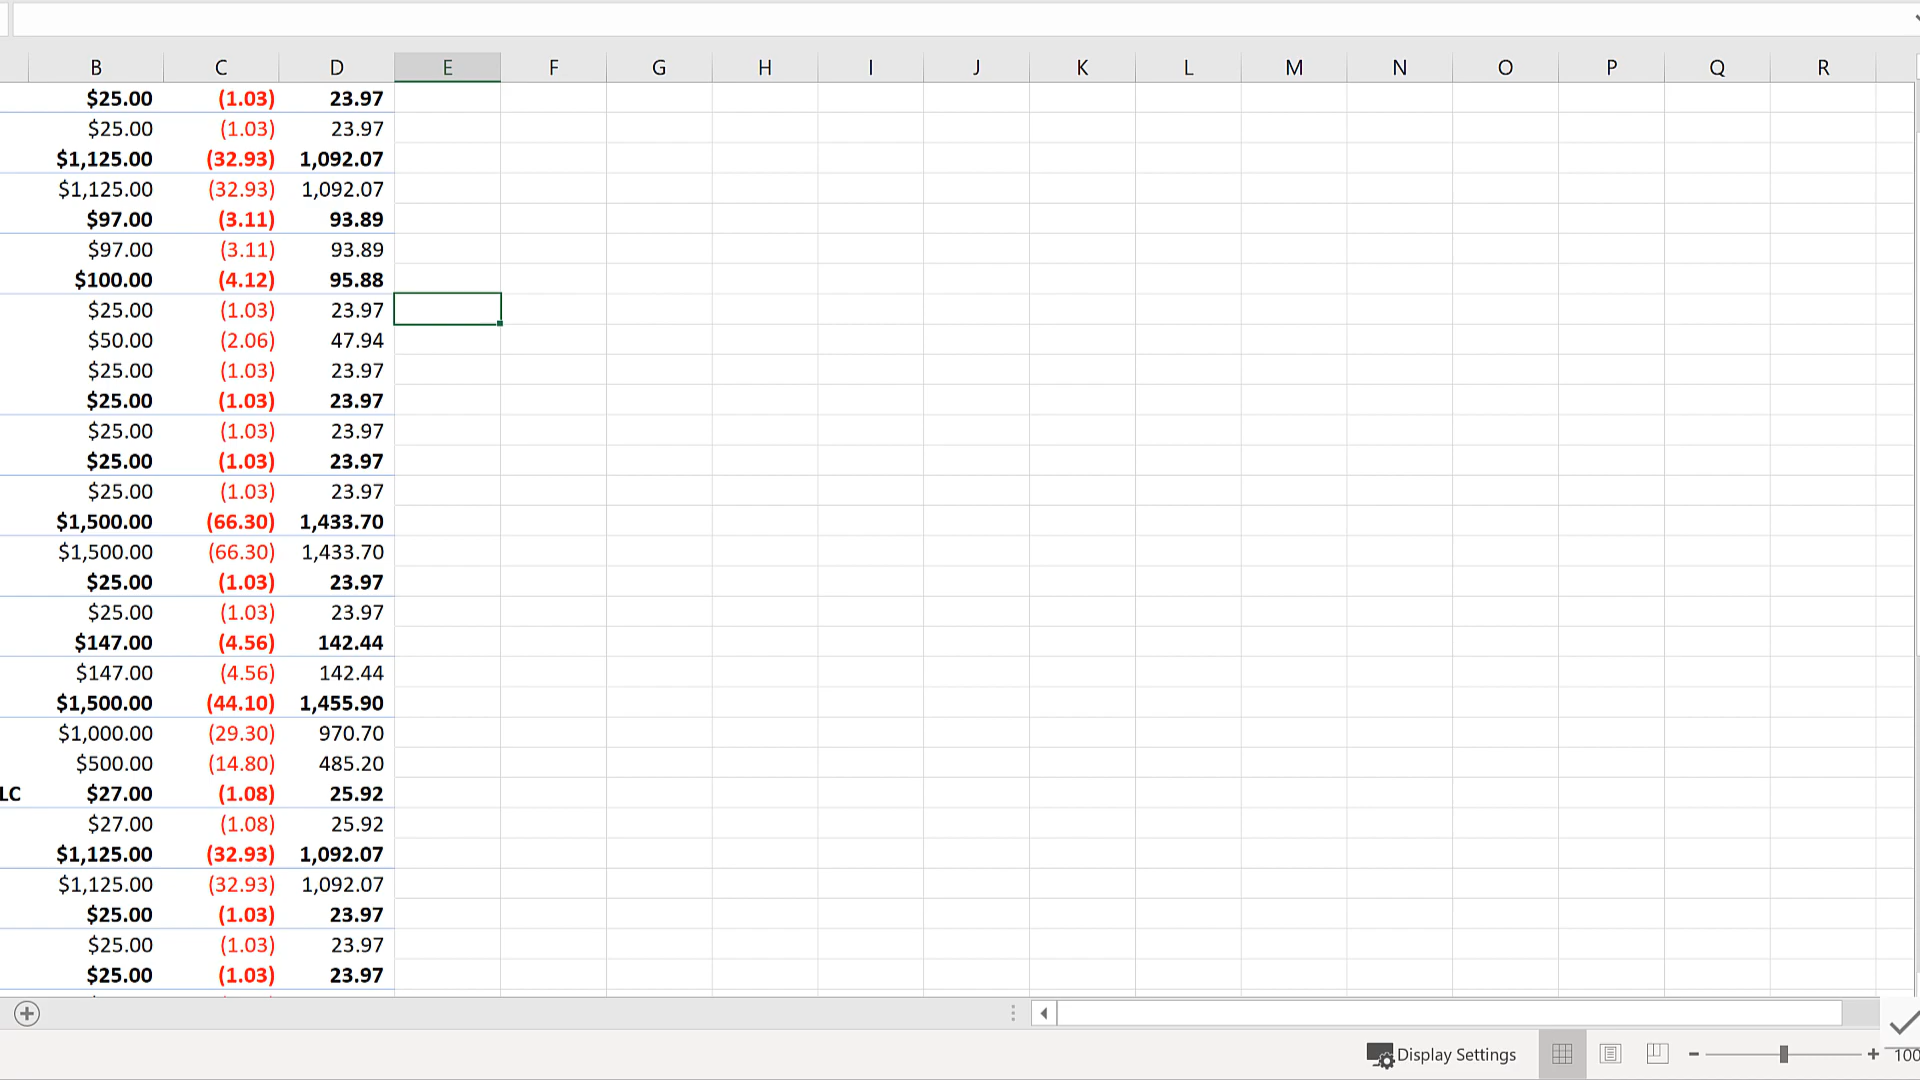 B C D E F G H I J K L M N O P Q R
$25.00 (1.03) 23.97
$25.00 (1.03) 23.97
$1,125.00 (32.93) 1,092.07
$1,125.00 (32.93) 1,092.07
$97.00 (3.11) 93.89
$97.00 (3.11) 93.89
$100.00 (4.12) 95.88
$25.00 (1.03) 23.97
$50.00 (2.06) 47.94
$25.00 (1.03) 23.97
$25.00 (1.03) 23.97
$25.00 (1.03) 23.97
$25.00 (1.03) 23.97
$25.00 (1.03) 23.97
$1,500.00 (66.30) 1,433.70
$1,500.00 (66.30) 1,433.70
$25.00 (1.03) 23.97
$25.00 (1.03) 23.97
$147.00 (4.56) 142.44
$147.00 (4.56) 142.44
$1,500.00 (44.10) 1,455.90
$1,000.00 (29.30) 970.70
$500.00 (14.80) 485.20
LC $27.00 (1.08) 25.92
$27.00 (1.08) 25.92
$1,125.00 (32.93) 1,092.07
$1,125.00 (32.93) 1,092.07
$25.00 (1.03) 23.97
$25.00 (1.03) 23.97
$25.00 (1.03) 23.97
Display Settings - + 100